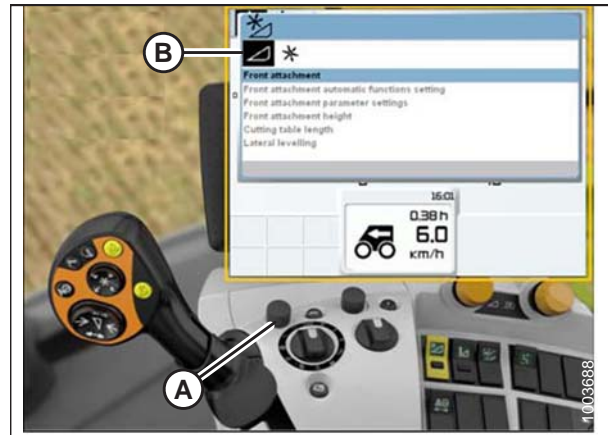 B
Front attachment
Front attachment automatic functions setting
Front attachment parameter settings
Front attachment height
Cutting table length
Lateral levelling
16:01
0.38 h
6.0
km/h
A
1003688